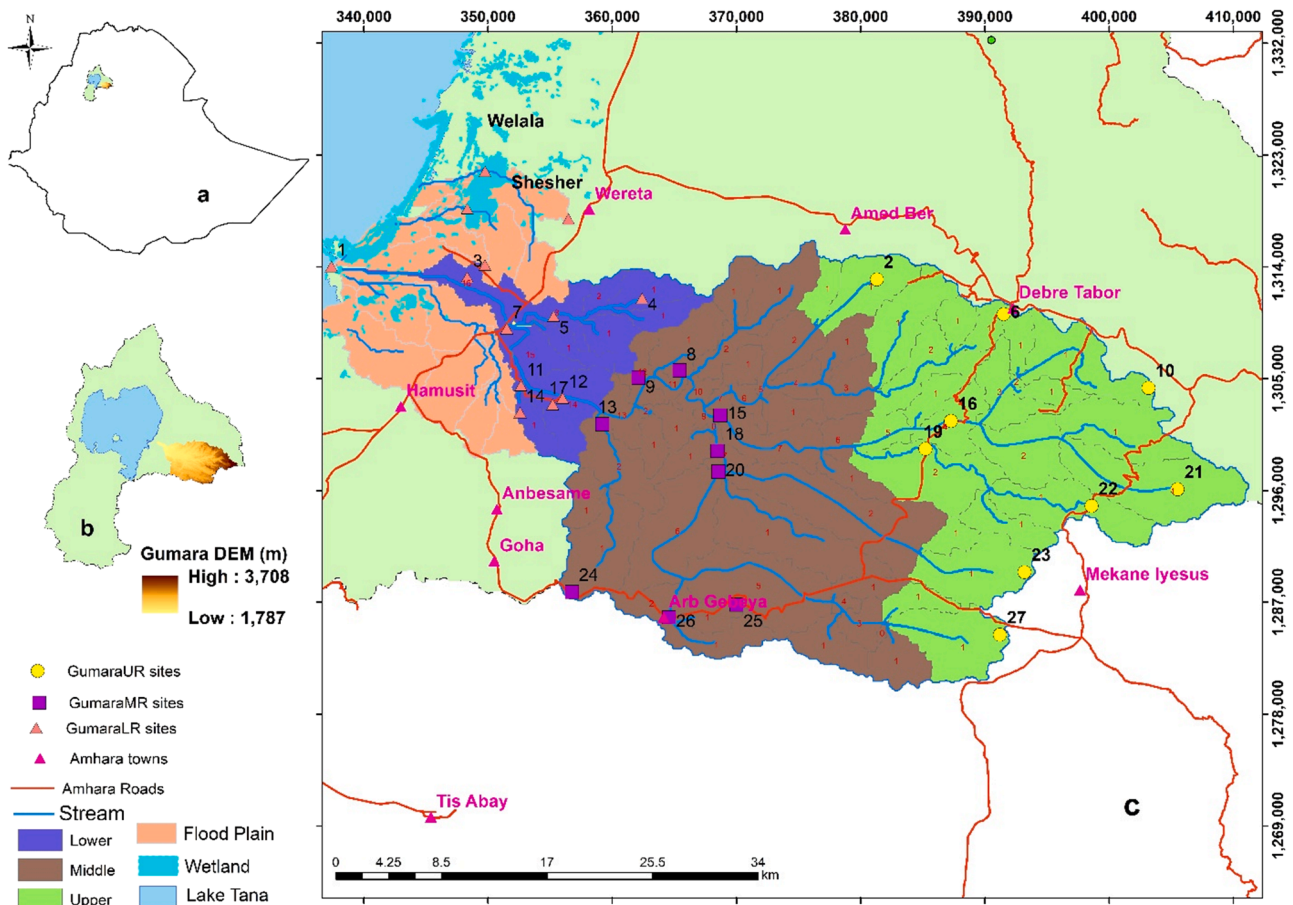 N
a
b
Gumara DEM (m)
High : 3,708
Low : 1,787
GumaraUR sites
GumaraMR sites
GumaraLR sites
Amhara towns
Amhara Roads
Stream
Lower
Flood Plain
Middle
Wetland
Upper
Lake Tana
340,000
350,000
360,000
370,000
380,000
390,000
400,000
410,000
1,332,000
1,323,000
1,314,000
1,305,000
1,296,000
1,287,000
1,278,000
1,269,000
Welala
Shesher
Wereta
Amed Ber
Debre Tabor
Hamusit
Anbesame
Goha
Arb Gebeya
Mekane Iyesus
Tis Abay
1
2
3
4
5
6
7
8
9
10
11
12
13
14
15
16
17
18
19
20
21
22
23
24
25
26
27
C
0
4.25
8.5
17
25.5
34
km